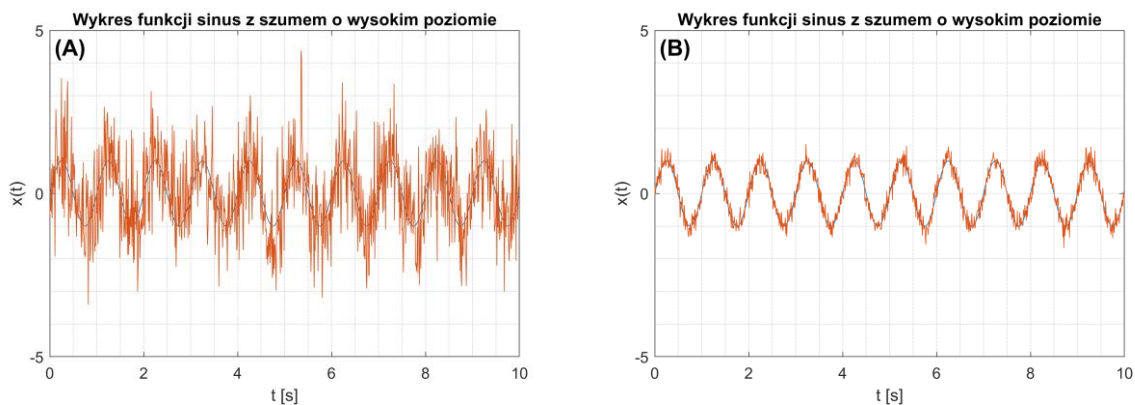 Wykres funkcji sinus z szumem o wysokim poziomie
5
(A)
x(t)
0
-5
0 2 4 6 8 10
t [s]
Wykres funkcji sinus z szumem o wysokim poziomie
5
(B)
x(t)
0
-5
0 2 4 6 8 10
t [s]